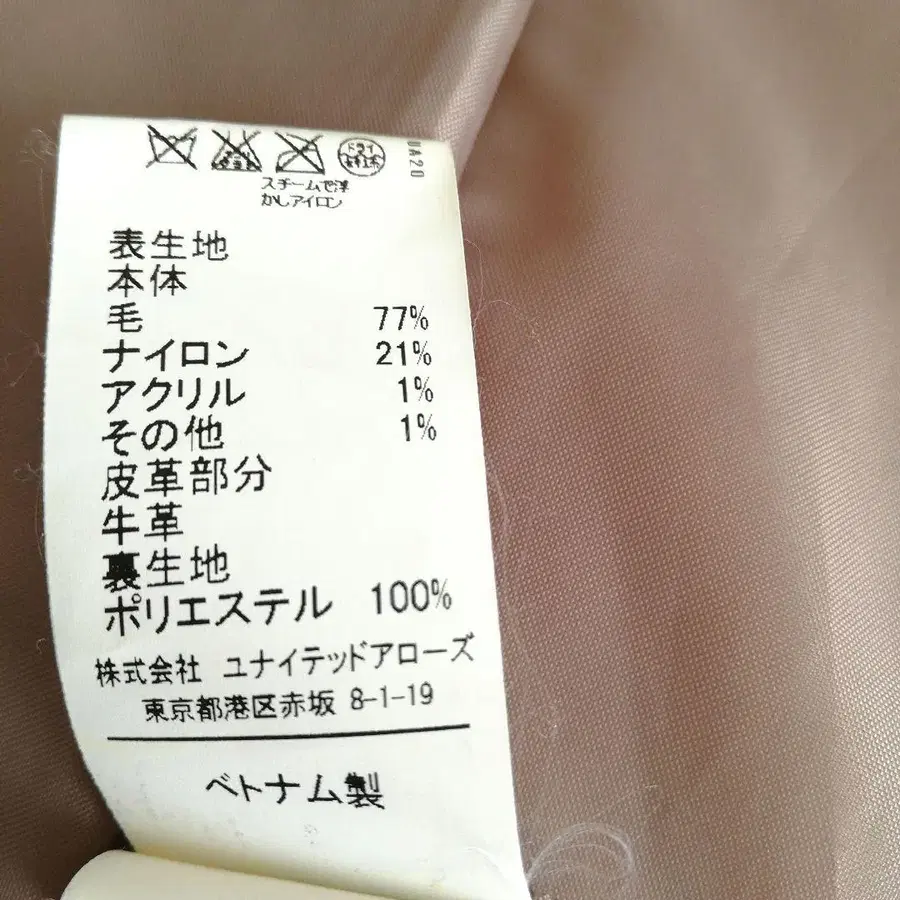 UA20
ドライ
スチームで浮
かしアイロン
表生地
本体
毛 77%
ナイロン 21%
アクリル 1%
その他 1%
皮革部分
牛革
裏生地
ポリエステル 100%
株式会社 ユナイテッドアローズ
東京都港区赤坂 8-1-19
ベトナム製